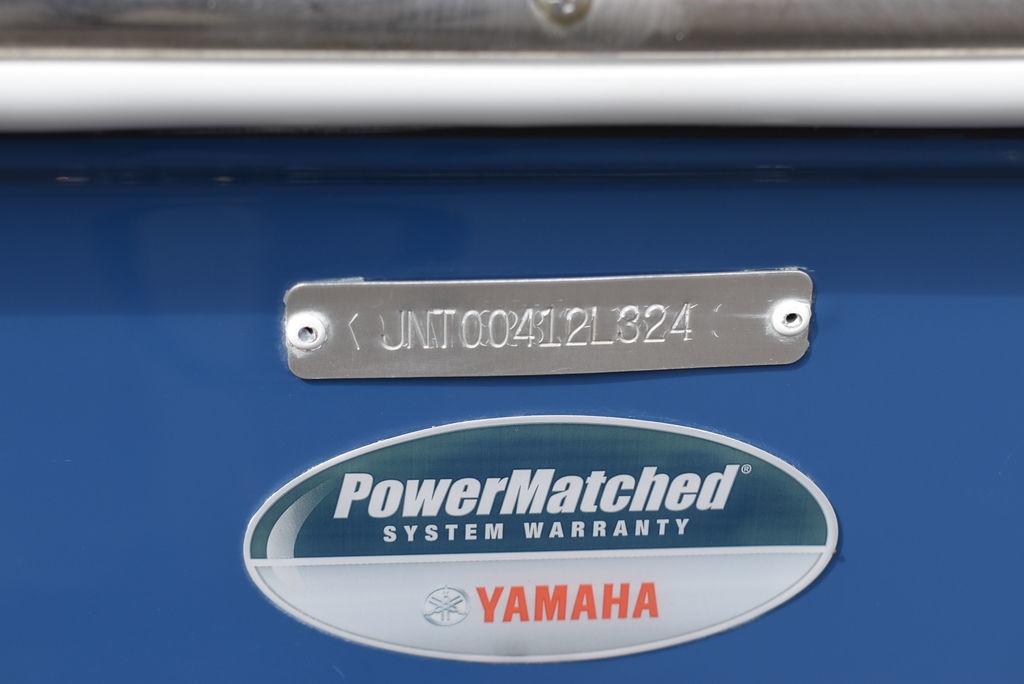 JNT00412L324
PowerMatched®
SYSTEM WARRANTY
YAMAHA